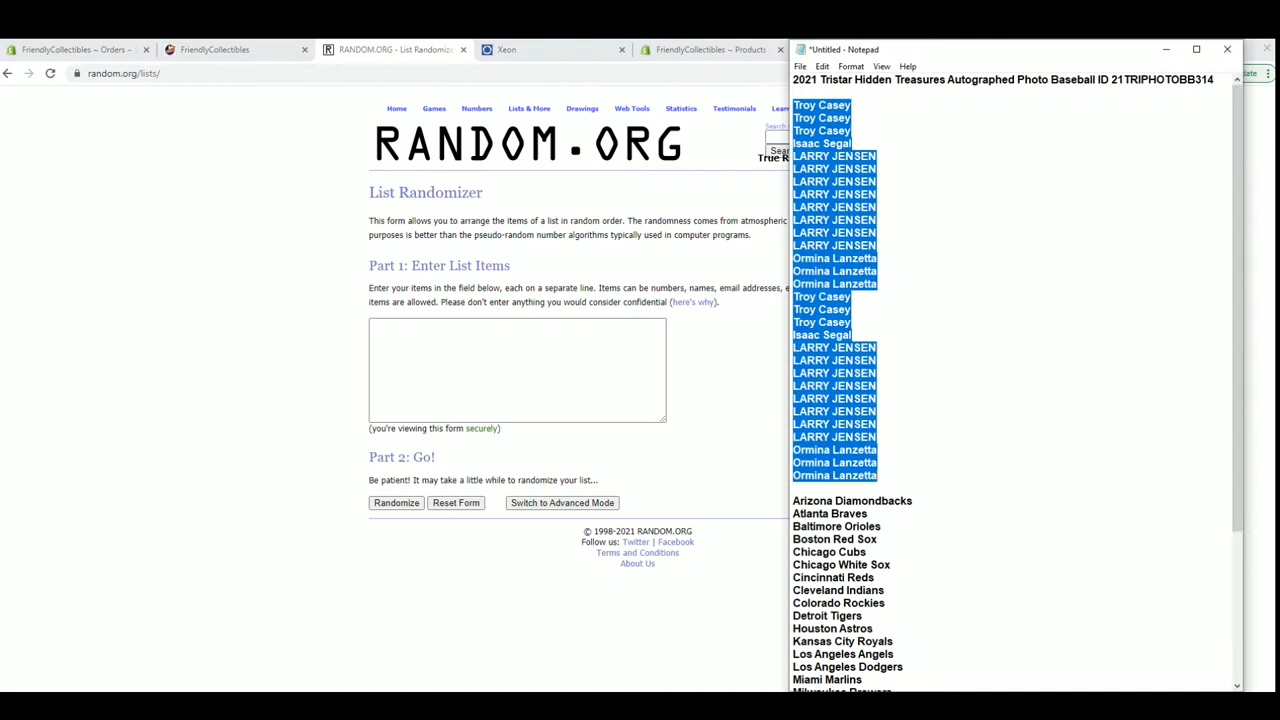 FriendlyCollectibles ~ Orders ~
FriendlyCollectibles
RANDOM.ORG - List Randomize
Xeon
FriendlyCollectibles ~ Products
random.org/lists/
Home Games Numbers Lists & More Drawings Web Tools Statistics Testimonials Lear
Search
RANDOM.ORG
Sear
True R
List Randomizer
This form allows you to arrange the items of a list in random order. The randomness comes from atmospheric
purposes is better than the pseudo-random number algorithms typically used in computer programs.
Part 1: Enter List Items
Enter your items in the field below, each on a separate line. Items can be numbers, names, email addresses, e
items are allowed. Please don't enter anything you would consider confidential (here's why).
(you're viewing this form securely)
Part 2: Go!
Be patient! It may take a little while to randomize your list...
Randomize Reset Form Switch to Advanced Mode
© 1998-2021 RANDOM.ORG
Follow us: Twitter | Facebook
Terms and Conditions
About Us
*Untitled - Notepad
File Edit Format View Help
2021 Tristar Hidden Treasures Autographed Photo Baseball ID 21TRIPHOTOBB314
Troy Casey
Troy Casey
Troy Casey
Isaac Segal
LARRY JENSEN
LARRY JENSEN
LARRY JENSEN
LARRY JENSEN
LARRY JENSEN
LARRY JENSEN
LARRY JENSEN
LARRY JENSEN
Ormina Lanzetta
Ormina Lanzetta
Ormina Lanzetta
Troy Casey
Troy Casey
Troy Casey
Isaac Segal
LARRY JENSEN
LARRY JENSEN
LARRY JENSEN
LARRY JENSEN
LARRY JENSEN
LARRY JENSEN
LARRY JENSEN
LARRY JENSEN
Ormina Lanzetta
Ormina Lanzetta
Ormina Lanzetta
Arizona Diamondbacks
Atlanta Braves
Baltimore Orioles
Boston Red Sox
Chicago Cubs
Chicago White Sox
Cincinnati Reds
Cleveland Indians
Colorado Rockies
Detroit Tigers
Houston Astros
Kansas City Royals
Los Angeles Angels
Los Angeles Dodgers
Miami Marlins
Milwaukee Brewers
date